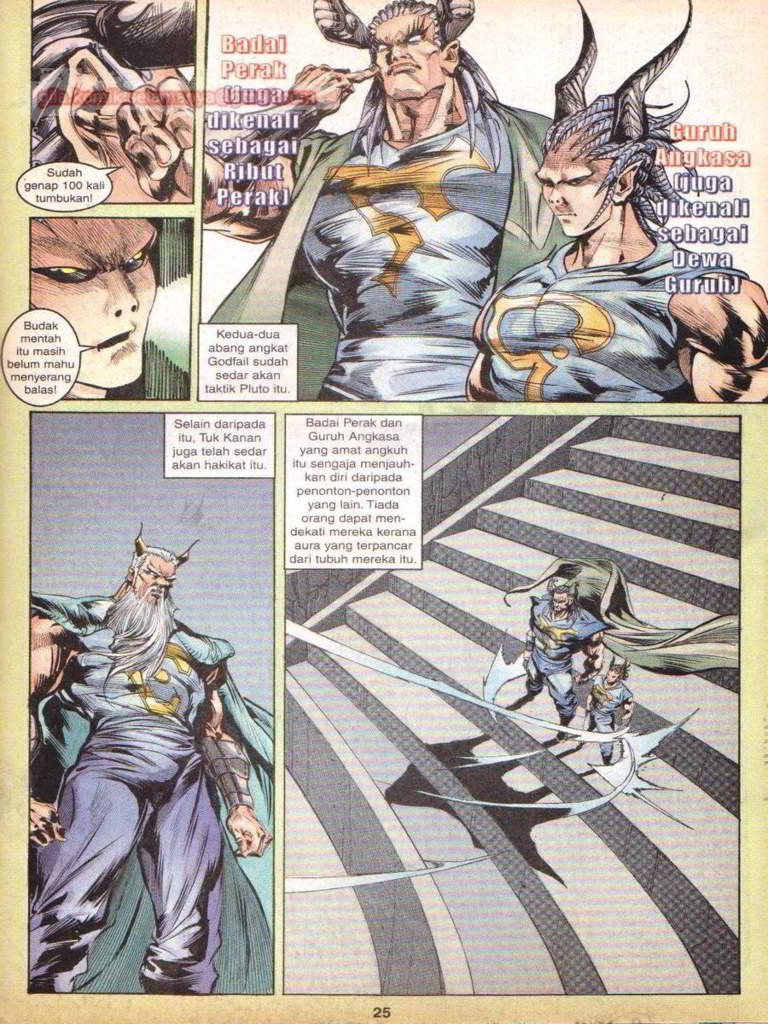 Sudah
genap 100 kali
tumbukan!
Badai
Perak
(juga
dikenali
sebagai
Ribut
Perak)
Guruh
Angkasa
(juga
dikenali
sebagai
Dewa
Guruh)
Budak
mentah
itu masih
belum mahu
menyerang
balas!
Kedua-dua
abang angkat
Godfail sudah
sedar akan
taktik Pluto itu.
Selain daripada
itu, Tuk Kanan
juga telah sedar
akan hakikat itu.
Badai Perak dan
Guruh Angkasa
yang amat angkuh
itu sengaja menjauh-
kan diri daripada
penonton-penonton
yang lain. Tiada
orang dapat men-
dekati mereka kerana
aura yang terpancar
dari tubuh mereka itu.
25